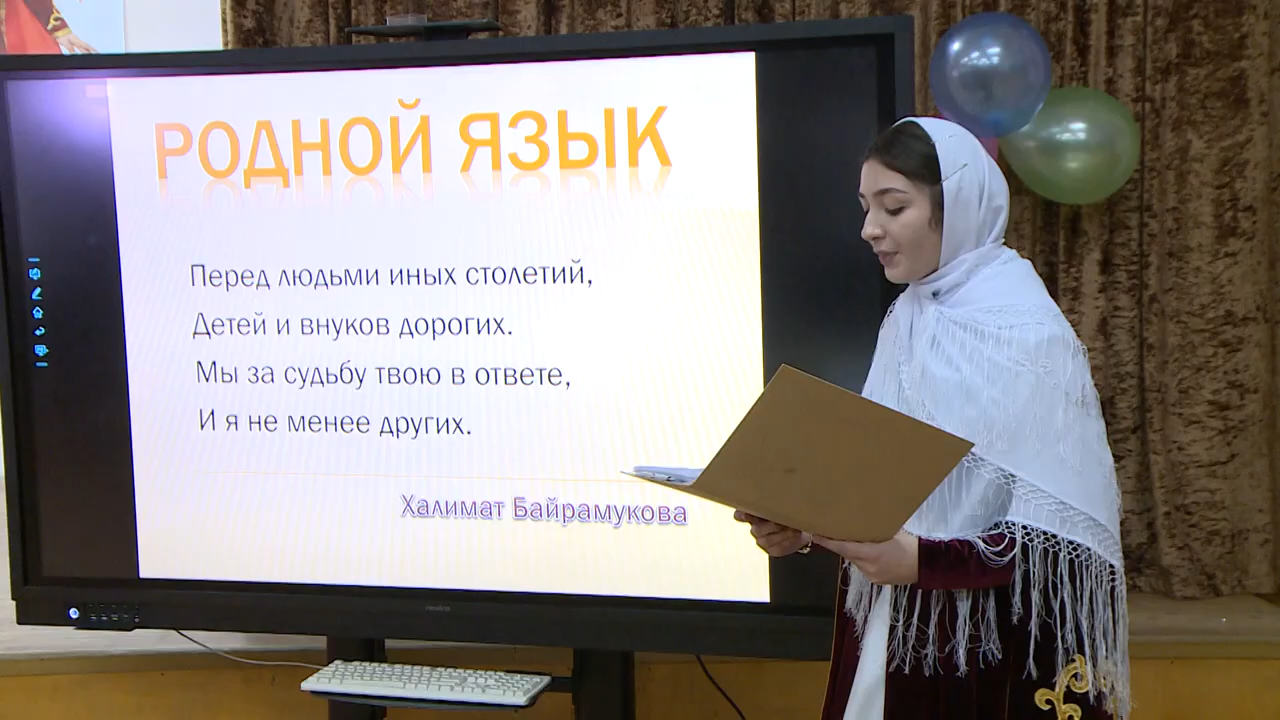 РОДНОЙ ЯЗЫК
Перед людьми иных столетий,
Детей и внуков дорогих.
Мы за судьбу твою в ответе,
И я не менее других.
Халимат Байрамукова